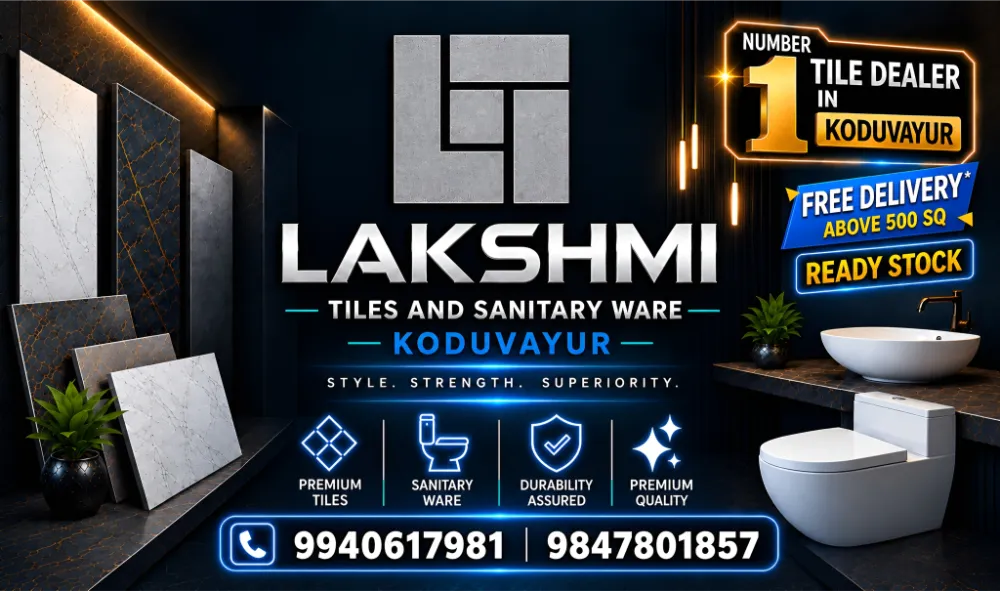 NUMBER
1
TILE DEALER
IN
KODUVAYUR
FREE DELIVERY*
ABOVE 500 SQ
READY STOCK
LAKSHMI
TILES AND SANITARY WARE
KODUVAYUR
STYLE. STRENGTH. SUPERIORITY.
PREMIUM
TILES
SANITARY
WARE
DURABILITY
ASSURED
PREMIUM
QUALITY
9940617981 | 9847801857